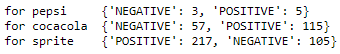 for pepsi    {'NEGATIVE': 3, 'POSITIVE': 5}
for cocacola {'NEGATIVE': 57, 'POSITIVE': 115}
for sprite   {'POSITIVE': 217, 'NEGATIVE': 105}